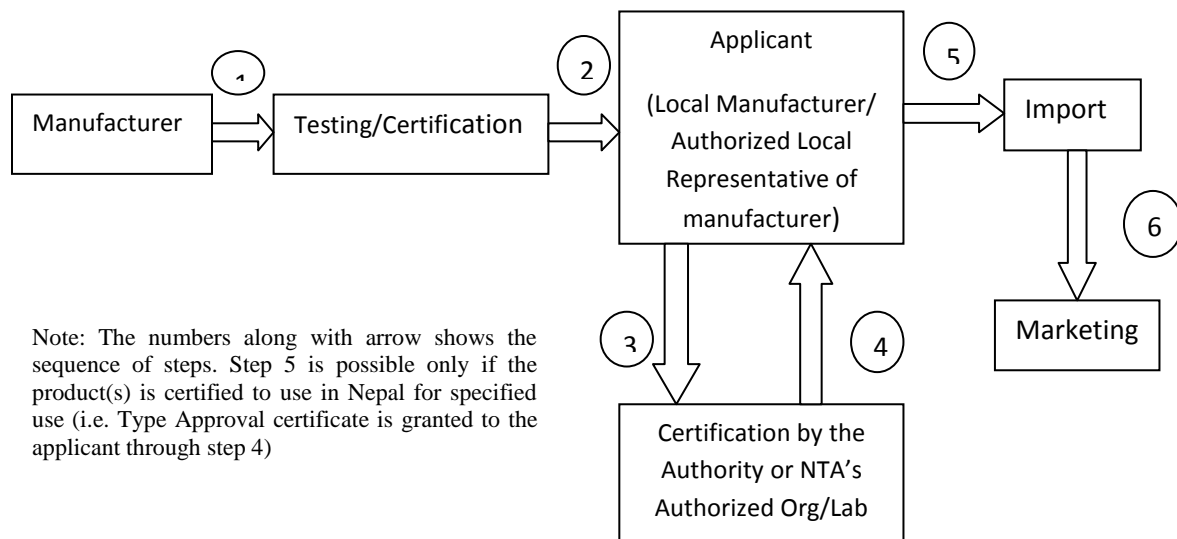 1
2
Applicant
5
Manufacturer
Testing/Certification
(Local Manufacturer/
Authorized Local
Representative of
manufacturer)
Import
6
3
4
Marketing
Note: The numbers along with arrow shows the
sequence of steps. Step 5 is possible only if the
product(s) is certified to use in Nepal for specified
use (i.e. Type Approval certificate is granted to the
applicant through step 4)
Certification by the
Authority or NTA's
Authorized Org/Lab